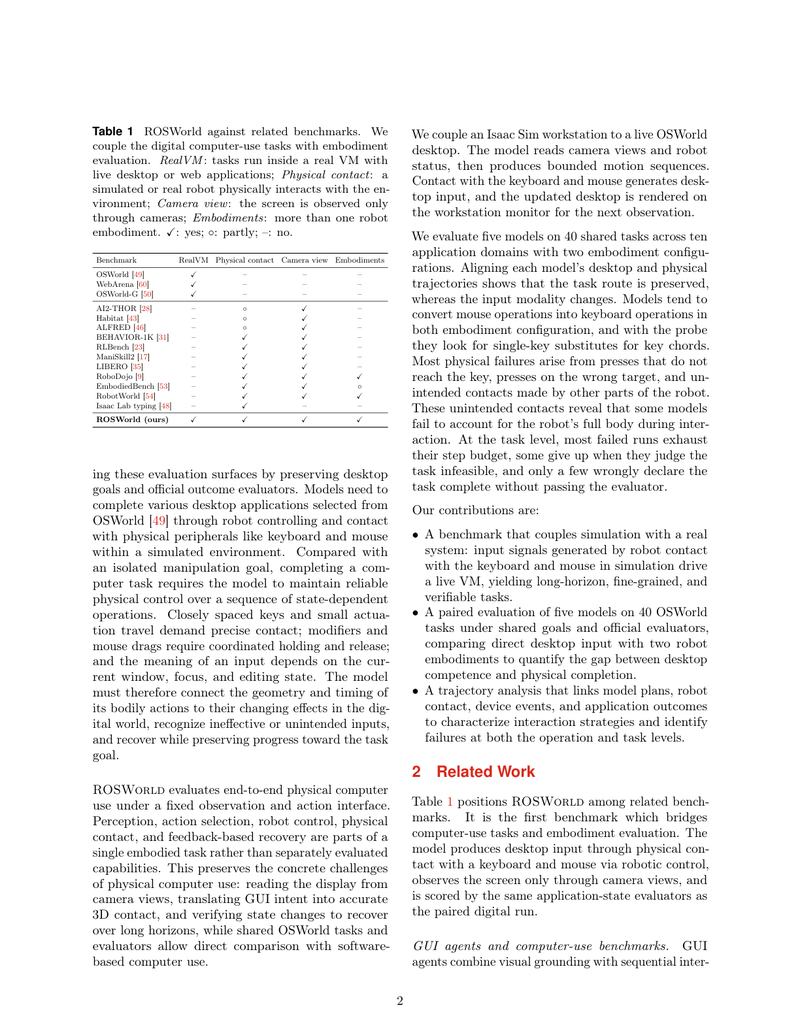 Table 1 ROSWorld against related benchmarks. We
couple the digital computer-use tasks with embodiment
evaluation. RealVM: tasks run inside a real VM with
live desktop or web applications; Physical contact: a
simulated or real robot physically interacts with the en-
vironment; Camera view: the screen is observed only
through cameras; Embodiments: more than one robot
embodiment. ✓: yes; ○: partly; –: no.
Benchmark RealVM Physical contact Camera view Embodiments
OSWorld [49] ✓ – – –
WebArena [60] ✓ – – –
OSWorld-G [50] ✓ – – –
AI2-THOR [28] – ○ ✓ –
Habitat [43] – ○ ✓ –
ALFRED [46] – ○ ✓ –
BEHAVIOR-1K [31] – ✓ ✓ –
RLBench [23] – ✓ ✓ –
ManiSkill2 [17] – ✓ ✓ –
LIBERO [35] – ✓ ✓ –
RoboDojo [9] – ✓ ✓ ✓
EmbodiedBench [53] – ✓ ✓ ○
RobotWorld [54] – ✓ ✓ ✓
Isaac Lab typing [48] – ✓ – –
ROSWorld (ours) ✓ ✓ ✓ ✓
ing these evaluation surfaces by preserving desktop
goals and official outcome evaluators. Models need to
complete various desktop applications selected from
OSWorld [49] through robot controlling and contact
with physical peripherals like keyboard and mouse
within a simulated environment. Compared with
an isolated manipulation goal, completing a com-
puter task requires the model to maintain reliable
physical control over a sequence of state-dependent
operations. Closely spaced keys and small actua-
tion travel demand precise contact; modifiers and
mouse drags require coordinated holding and release;
and the meaning of an input depends on the cur-
rent window, focus, and editing state. The model
must therefore connect the geometry and timing of
its bodily actions to their changing effects in the dig-
ital world, recognize ineffective or unintended inputs,
and recover while preserving progress toward the task
goal.
ROSWORLD evaluates end-to-end physical computer
use under a fixed observation and action interface.
Perception, action selection, robot control, physical
contact, and feedback-based recovery are parts of a
single embodied task rather than separately evaluated
capabilities. This preserves the concrete challenges
of physical computer use: reading the display from
camera views, translating GUI intent into accurate
3D contact, and verifying state changes to recover
over long horizons, while shared OSWorld tasks and
evaluators allow direct comparison with software-
based computer use.
We couple an Isaac Sim workstation to a live OSWorld
desktop. The model reads camera views and robot
status, then produces bounded motion sequences.
Contact with the keyboard and mouse generates desk-
top input, and the updated desktop is rendered on
the workstation monitor for the next observation.
We evaluate five models on 40 shared tasks across ten
application domains with two embodiment configu-
rations. Aligning each model's desktop and physical
trajectories shows that the task route is preserved,
whereas the input modality changes. Models tend to
convert mouse operations into keyboard operations in
both embodiment configuration, and with the probe
they look for single-key substitutes for key chords.
Most physical failures arise from presses that do not
reach the key, presses on the wrong target, and un-
intended contacts made by other parts of the robot.
These unintended contacts reveal that some models
fail to account for the robot's full body during inter-
action. At the task level, most failed runs exhaust
their step budget, some give up when they judge the
task infeasible, and only a few wrongly declare the
task complete without passing the evaluator.
Our contributions are:
• A benchmark that couples simulation with a real
system: input signals generated by robot contact
with the keyboard and mouse in simulation drive
a live VM, yielding long-horizon, fine-grained, and
verifiable tasks.
• A paired evaluation of five models on 40 OSWorld
tasks under shared goals and official evaluators,
comparing direct desktop input with two robot
embodiments to quantify the gap between desktop
competence and physical completion.
• A trajectory analysis that links model plans, robot
contact, device events, and application outcomes
to characterize interaction strategies and identify
failures at both the operation and task levels.
2 Related Work
Table 1 positions ROSWORLD among related bench-
marks. It is the first benchmark which bridges
computer-use tasks and embodiment evaluation. The
model produces desktop input through physical con-
tact with a keyboard and mouse via robotic control,
observes the screen only through camera views, and
is scored by the same application-state evaluators as
the paired digital run.
GUI agents and computer-use benchmarks. GUI
agents combine visual grounding with sequential inter-
2